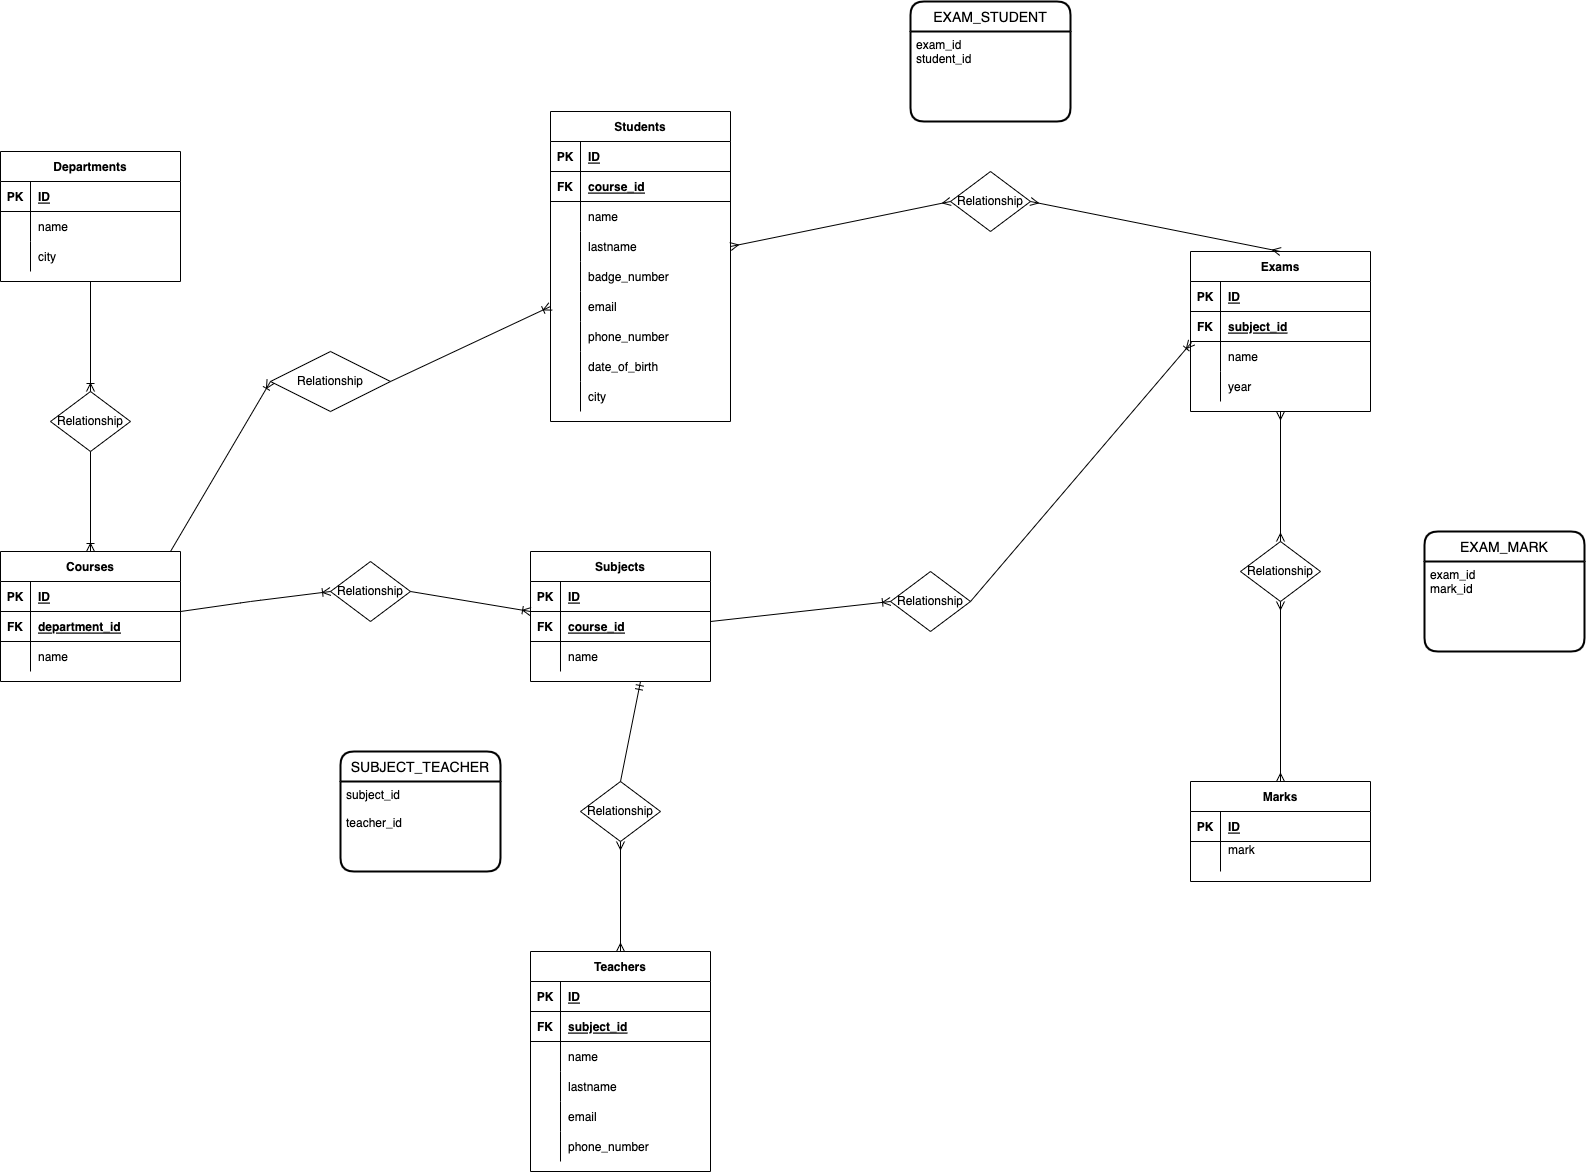 EXAM_STUDENT
exam_id
student_id
Students
PK ID
FK course_id
name
lastname
badge_number
email
phone_number
date_of_birth
city
Departments
PK ID
name
city
Relationship
Exams
PK ID
FK subject_id
name
year
Relationship
Relationship
Courses
PK ID
FK department_id
name
Relationship
Subjects
PK ID
FK course_id
name
Relationship
Relationship
EXAM_MARK
exam_id
mark_id
SUBJECT_TEACHER
subject_id
teacher_id
Relationship
Marks
PK ID
mark
Teachers
PK ID
FK subject_id
name
lastname
email
phone_number